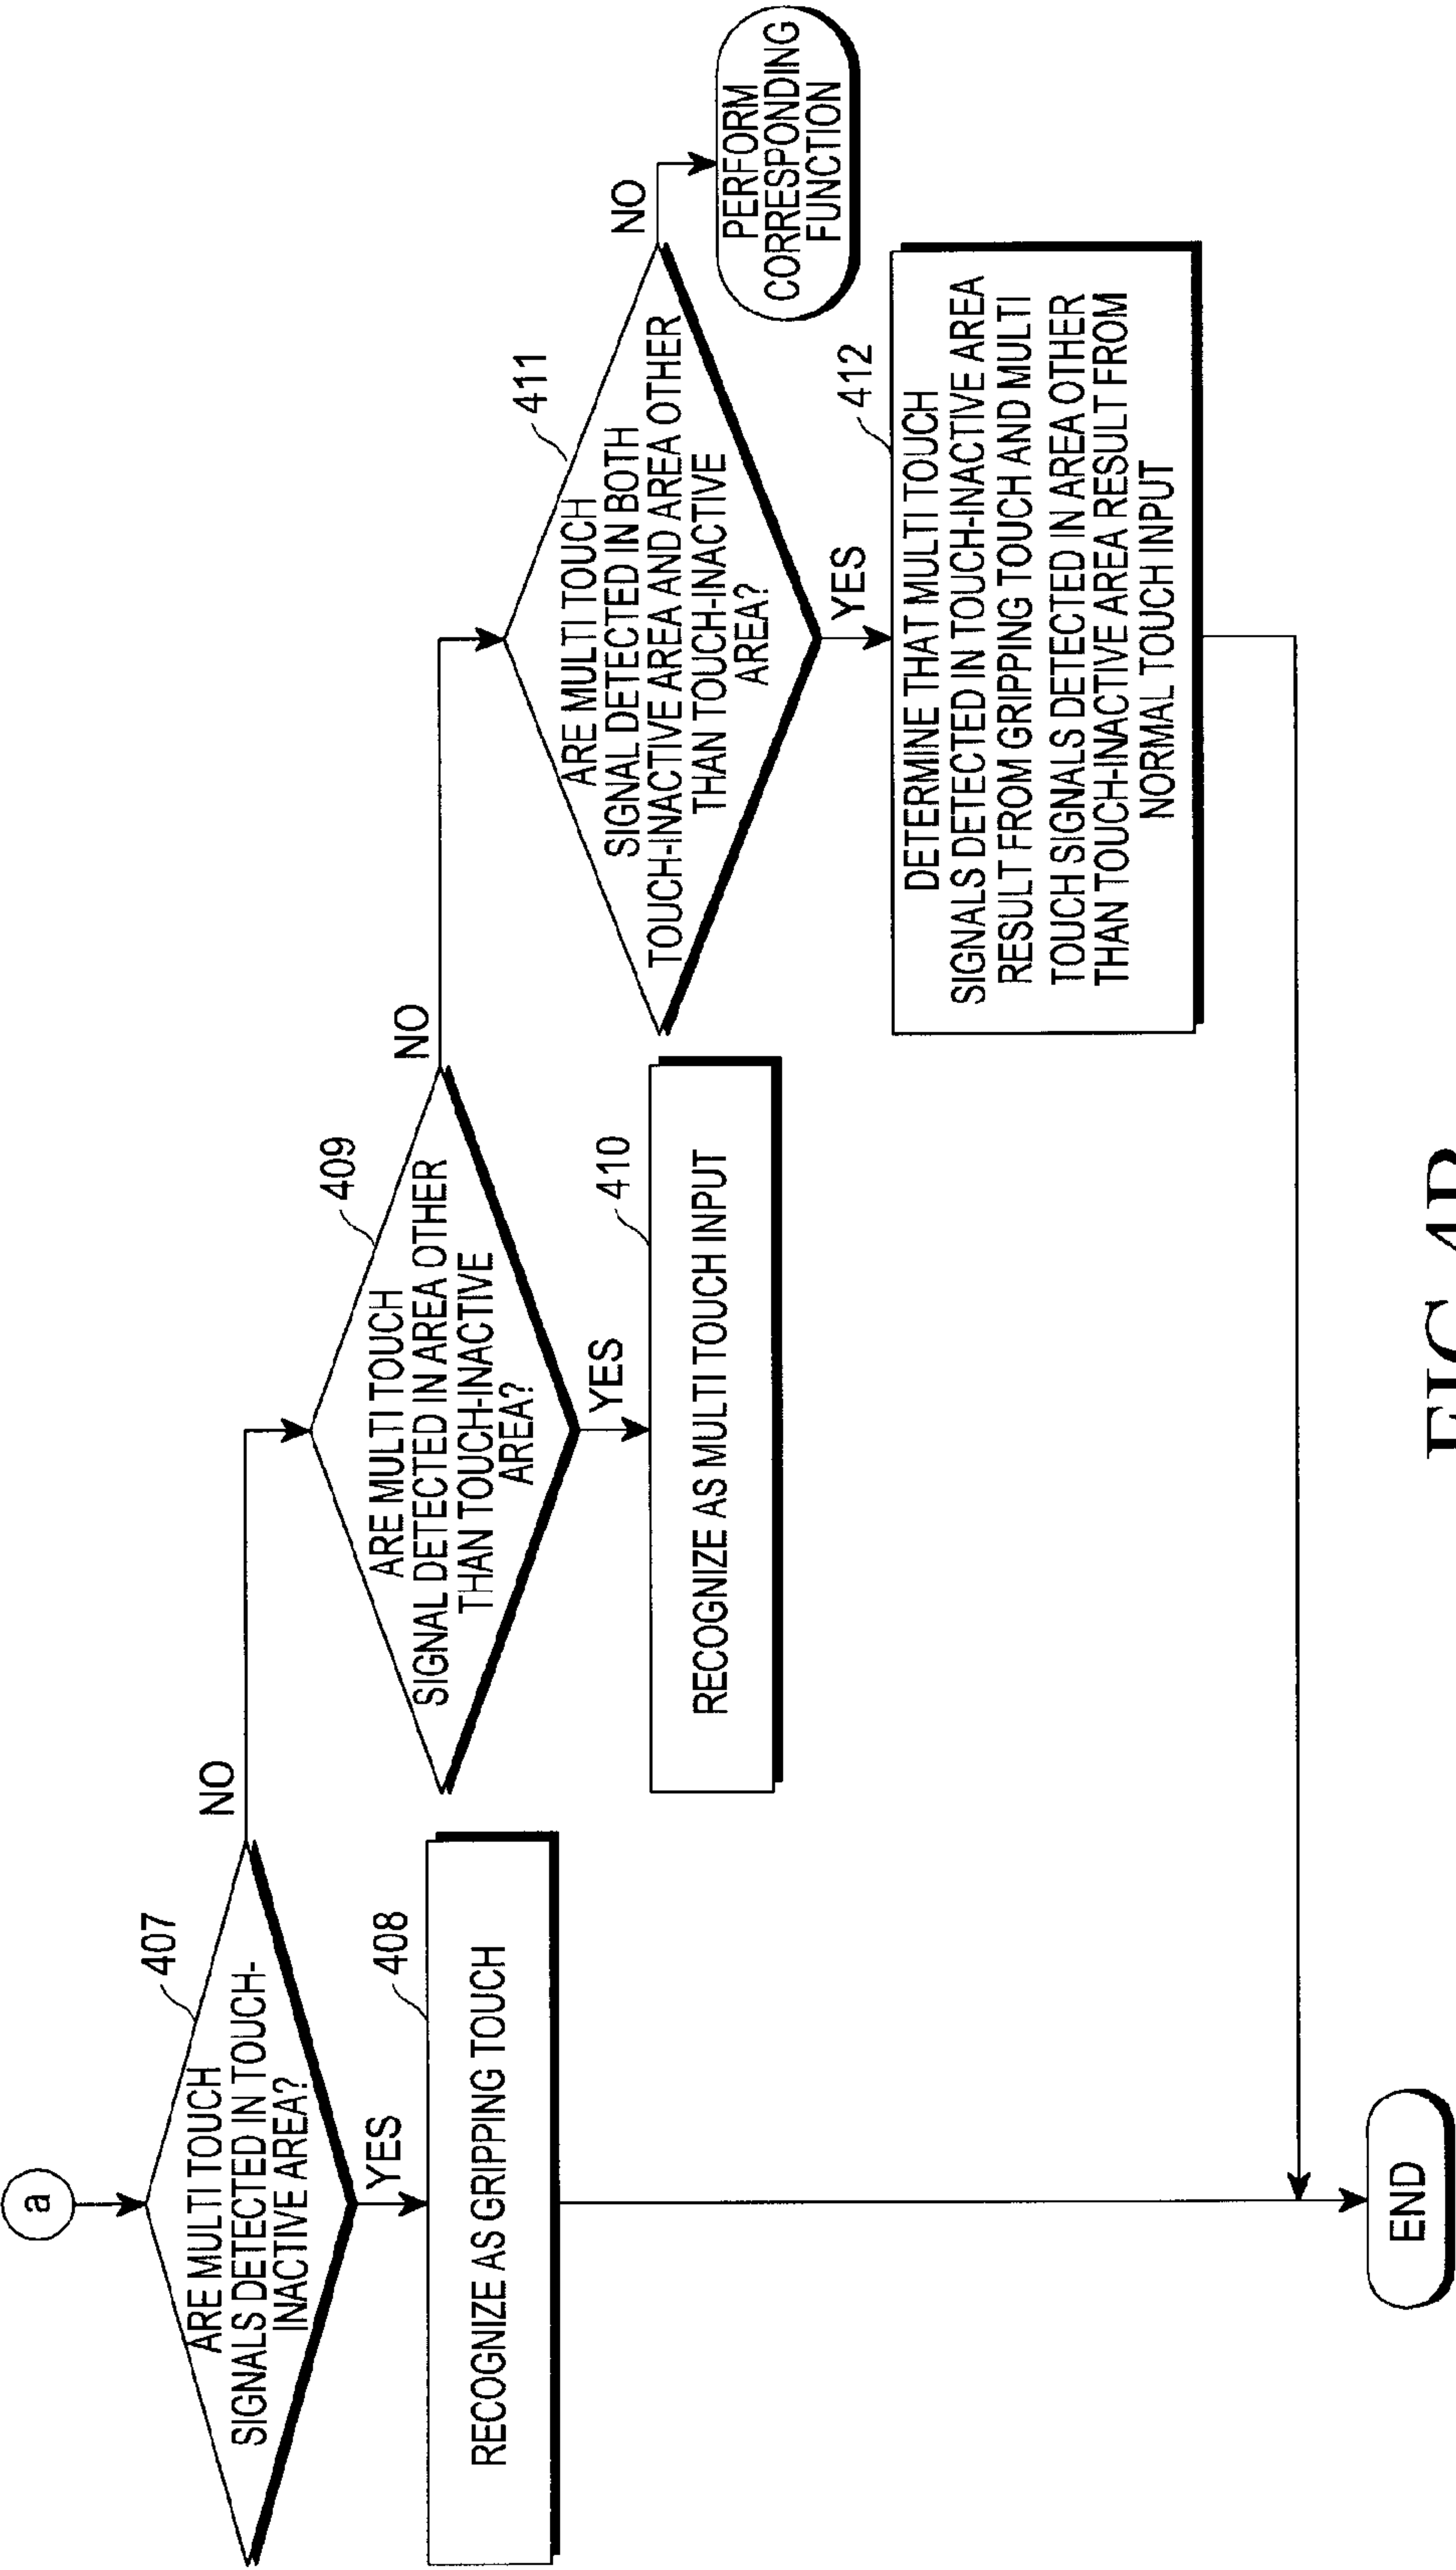 a
407
ARE MULTI TOUCH
SIGNALS DETECTED IN TOUCH-
INACTIVE AREA?
NO
YES
408
RECOGNIZE AS GRIPPING TOUCH
409
ARE MULTI TOUCH
SIGNAL DETECTED IN AREA OTHER
THAN TOUCH-INACTIVE
AREA?
NO
YES
410
RECOGNIZE AS MULTI TOUCH INPUT
411
ARE MULTI TOUCH
SIGNAL DETECTED IN BOTH
TOUCH-INACTIVE AREA AND AREA OTHER
THAN TOUCH-INACTIVE
AREA?
NO
PERFORM
CORRESPONDING
FUNCTION
YES
412
DETERMINE THAT MULTI TOUCH
SIGNALS DETECTED IN TOUCH-INACTIVE AREA
RESULT FROM GRIPPING TOUCH AND MULTI
TOUCH SIGNALS DETECTED IN AREA OTHER
THAN TOUCH-INACTIVE AREA RESULT FROM
NORMAL TOUCH INPUT
END